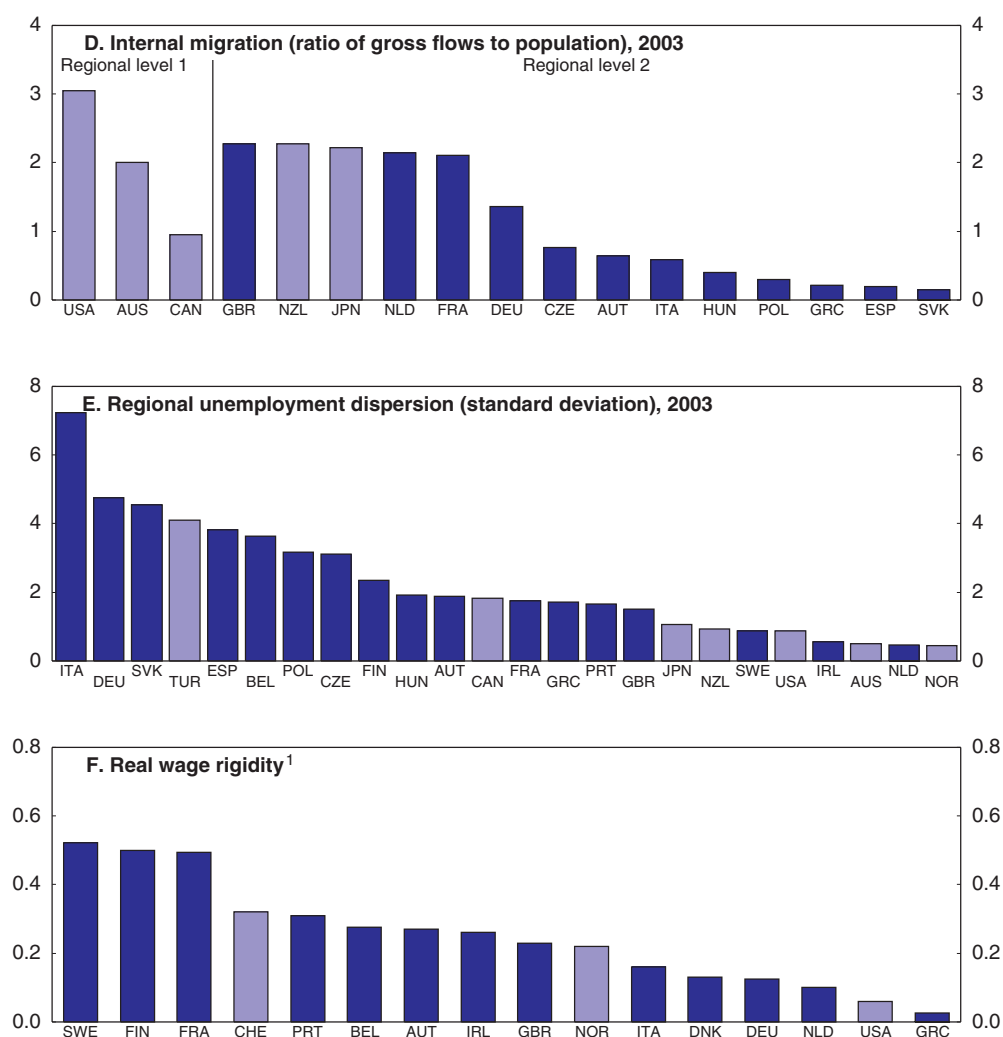 4 4
D. Internal migration (ratio of gross flows to population), 2003
Regional level 1 Regional level 2
3 3
2 2
1 1
0 0
USA AUS CAN GBR NZL JPN NLD FRA DEU CZE AUT ITA HUN POL GRC ESP SVK
8 8
E. Regional unemployment dispersion (standard deviation), 2003
6 6
4 4
2 2
0 0
ITA DEU SVK TUR ESP BEL POL CZE FIN HUN AUT CAN FRA GRC PRT GBR JPN NZL SWE USA IRL AUS NLD NOR
0.8 0.8
F. Real wage rigidity 1
0.6 0.6
0.4 0.4
0.2 0.2
0.0 0.0
SWE FIN FRA CHE PRT BEL AUT IRL GBR NOR ITA DNK DEU NLD USA GRC